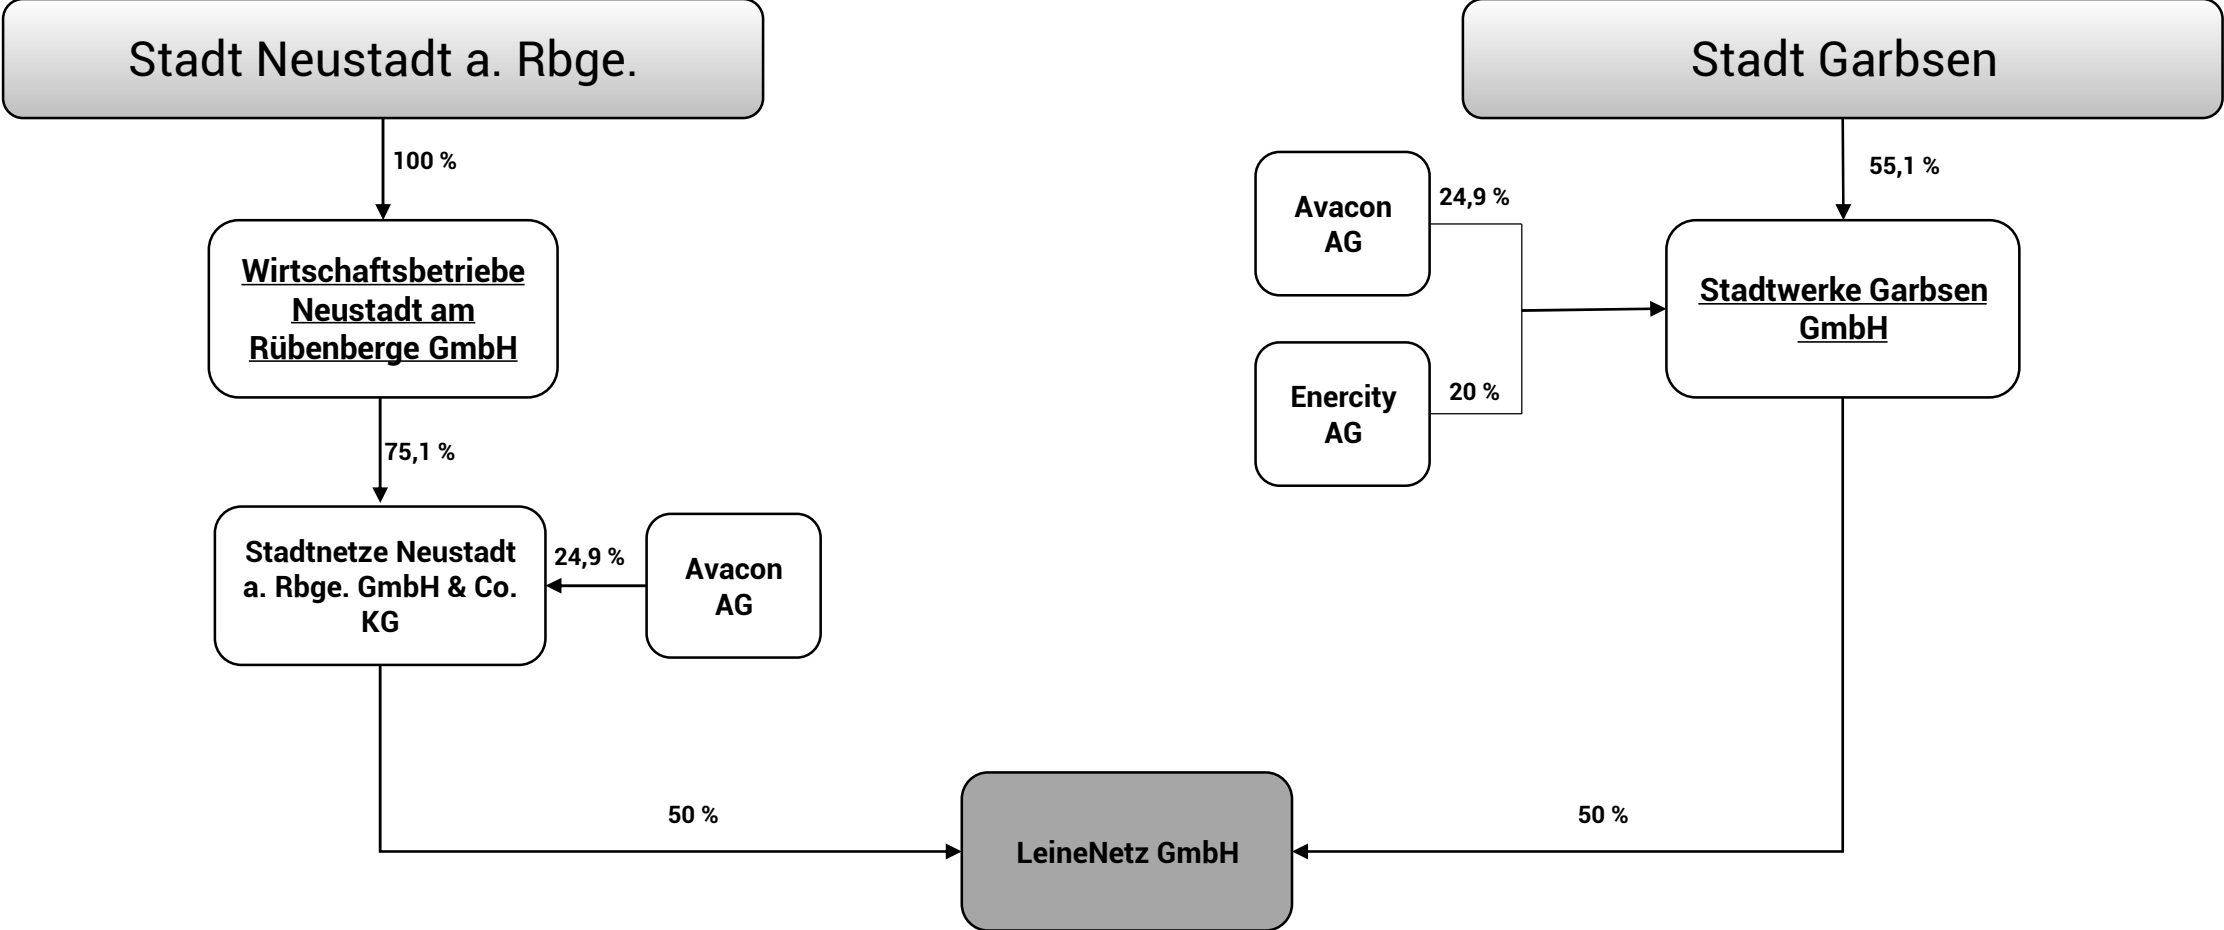 Stadt Neustadt a. Rbge.
Stadt Garbsen
100 %
55,1 %
Avacon
AG
24,9 %
Wirtschaftsbetriebe
Neustadt am
Rübenberge GmbH
Stadtwerke Garbsen
GmbH
Enercity
AG
20 %
75,1 %
Stadtnetze Neustadt
a. Rbge. GmbH & Co.
KG
24,9 %
Avacon
AG
50 %
50 %
LeineNetz GmbH